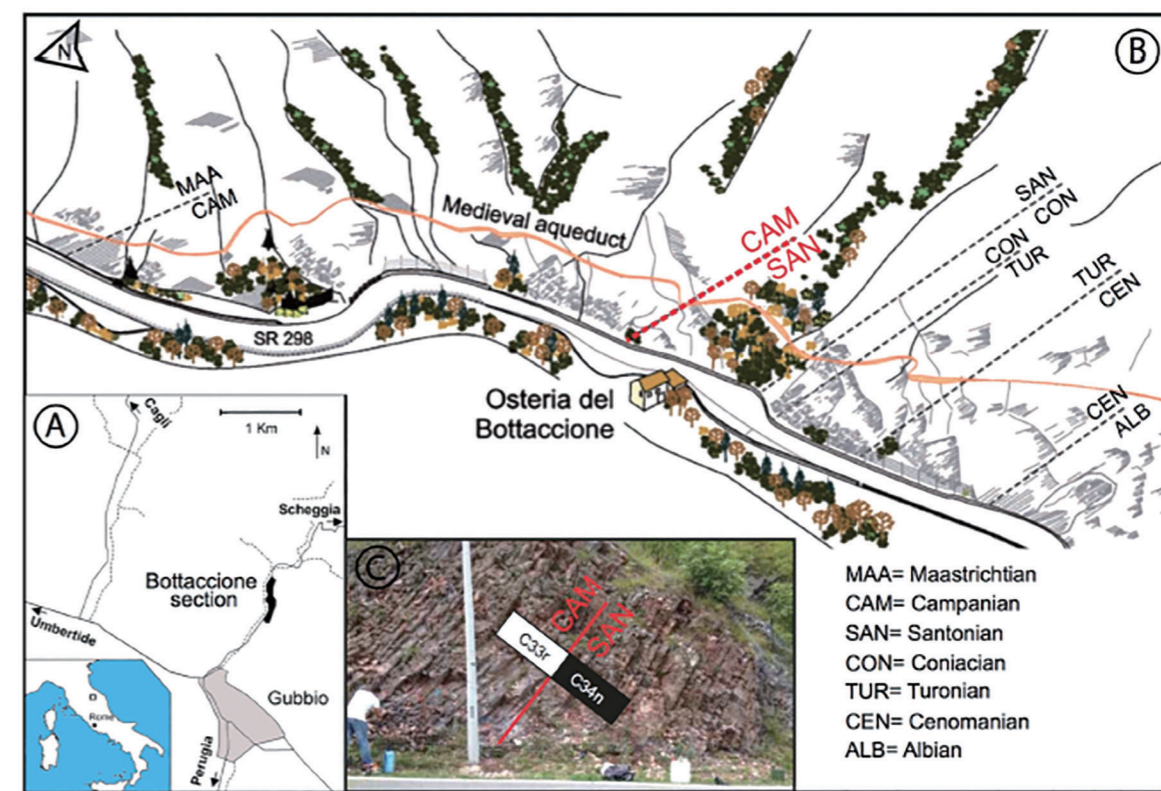 N
B
MAA
CAM
Medieval aqueduct
CAM
SAN
SAN
CON
CON
TUR
TUR
CEN
CEN
ALB
SR 298
Osteria del
Bottaccione
A
Cagli
1 Km
N
Scheggia
Bottaccione
section
Umbertide
Gubbio
Rome
Perugia
C
CAM
SAN
C33r
C34n
MAA= Maastrichtian
CAM= Campanian
SAN= Santonian
CON= Coniacian
TUR= Turonian
CEN= Cenomanian
ALB= Albian